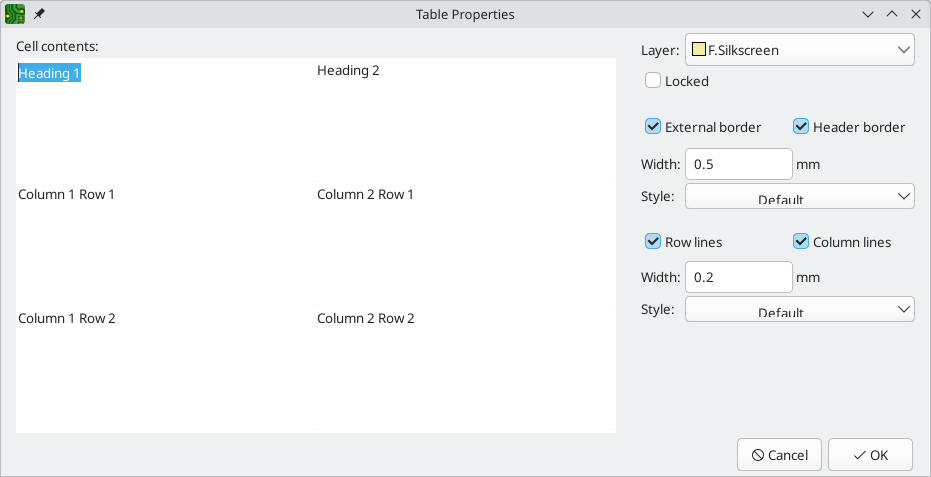 Table Properties
Cell contents:
Heading 1
Heading 2
Column 1 Row 1
Column 2 Row 1
Column 1 Row 2
Column 2 Row 2
Layer: F.Silkscreen
Locked
External border Header border
Width: 0.5 mm
Style: Default
Row lines Column lines
Width: 0.2 mm
Style: Default
Cancel OK